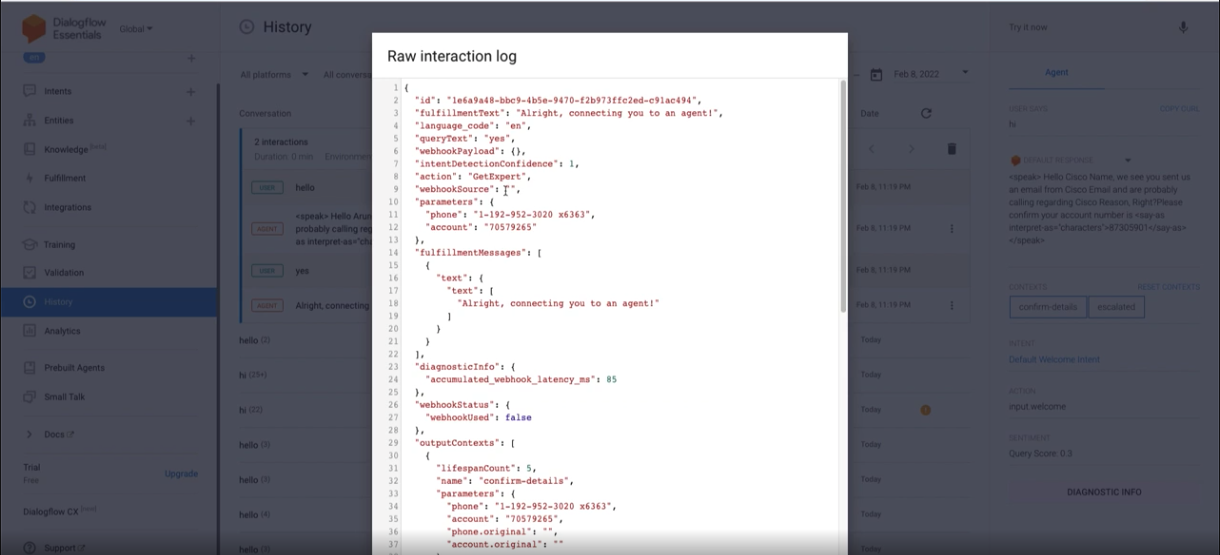 Dialogflow
Essentials
Global
History
Try it now
Intents
Entities
Knowledge [beta]
Fulfillment
Integrations
Training
Validation
History
Analytics
Prebuilt Agents
Small Talk
Docs
Trial
Free
Upgrade
Dialogflow CX [new]
Support
All platforms
All conversa
Conversation
2 interactions
Duration: 0 min
Environmen
USER
hello
AGENT
<speak> Hello Arun
probably calling reg
as interpret-as="cha
USER
yes
AGENT
Alright, connecting
hello (2)
hi (25+)
hi (22)
hello (3)
hello (3)
hello (4)
hello (3)
Raw interaction log
1 {
2 "id": "1e6a9a48-bbc9-4b5e-9470-f2b973ffc2ed-c91ac494",
3 "fulfillmentText": "Alright, connecting you to an agent!",
4 "language_code": "en",
5 "queryText": "yes",
6 "webhookPayload": {},
7 "intentDetectionConfidence": 1,
8 "action": "GetExpert",
9 "webhookSource": "",
10 "parameters": {
11 "phone": "1-192-952-3020 x6363",
12 "account": "70579265"
13 },
14 "fulfillmentMessages": [
15 {
16 "text": {
17 "text": [
18 "Alright, connecting you to an agent!"
19 ]
20 }
21 }
22 ],
23 "diagnosticInfo": {
24 "accumulated_webhook_latency_ms": 85
25 },
26 "webhookStatus": {
27 "webhookUsed": false
28 },
29 "outputContexts": [
30 {
31 "lifespanCount": 5,
32 "name": "confirm-details",
33 "parameters": {
34 "phone": "1-192-952-3020 x6363",
35 "account": "70579265",
36 "phone.original": "",
37 "account.original": ""
Feb 8, 2022
Date
Feb 8, 11:19 PM
Feb 8, 11:19 PM
Feb 8, 11:19 PM
Feb 8, 11:19 PM
Today
Today
Today
Today
Today
Today
Today
Agent
USER SAYS
COPY CURL
hi
DEFAULT RESPONSE
<speak> Hello Cisco Name, we see you sent us
an email from Cisco Email and are probably
calling regarding Cisco Reason, Right?Please
confirm your account number is <say-as
interpret-as="characters">87305901</say-as>
</speak>
CONTEXTS
RESET CONTEXTS
confirm-details
escalated
INTENT
Default Welcome Intent
ACTION
input.welcome
SENTIMENT
Query Score: 0.3
DIAGNOSTIC INFO